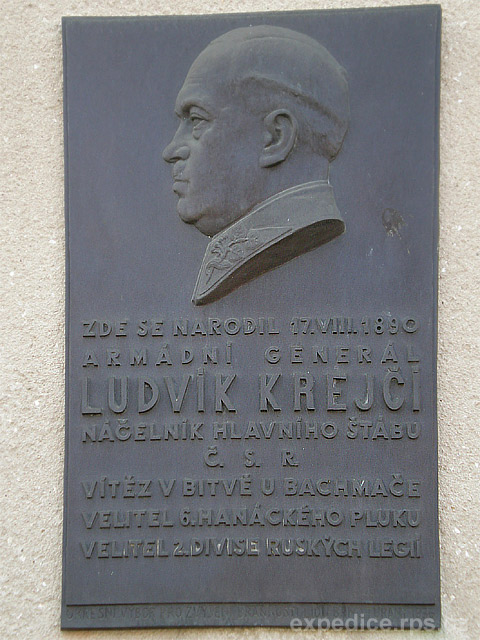 ZDE SE NARODIL 17.VIII.1890
ARMÁDNÍ GENERÁL
LUDVÍK KREJČÍ
NÁČELNÍK HLAVNÍHO ŠTÁBU
Č. S. R.
VÍTĚZ V BITVĚ U BACHMAČE
VELITEL 6.HANÁCKÉHO PLUKU
VELITEL 2.DIVISE RUSKÝCH LEGIÍ
expedice.rps.cz